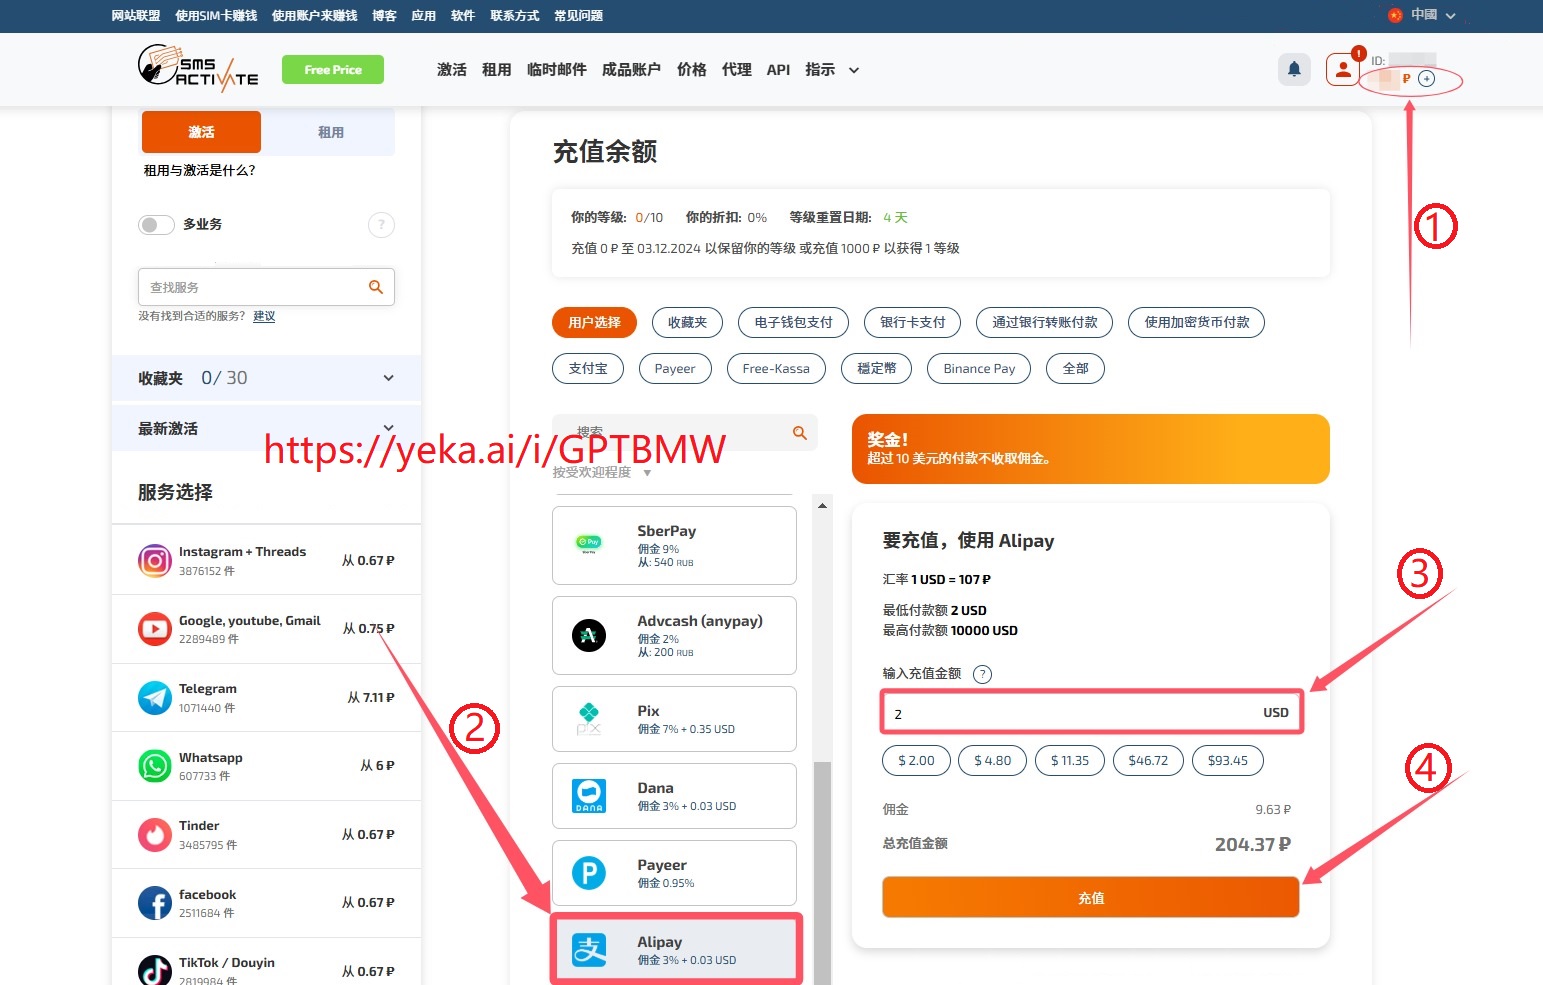 网站联盟 使用SIM卡赚钱 使用账户来赚钱 博客 应用 软件 联系方式 常见问题 中國
SMS ACTIVATE
Free Price
激活 租用 临时邮件 成品账户 价格 代理 API 指示
1
ID:
₽ +
激活 租用
租用与激活是什么?
多业务 ?
查找服务
没有找到合适的服务? 建议
收藏夹 0/ 30
最新激活
服务选择
Instagram + Threads
3876152 件
从 0.67 ₽
Google, youtube, Gmail
2289489 件
从 0.75 ₽
Telegram
1071440 件
从 7.11 ₽
Whatsapp
607733 件
从 6 ₽
Tinder
3485795 件
从 0.67 ₽
facebook
2511684 件
从 0.67 ₽
TikTok / Douyin
2819984 件
从 0.67 ₽
充值余额
你的等级: 0/10 你的折扣: 0% 等级重置日期: 4 天
充值 0 ₽ 至 03.12.2024 以保留你的等级 或充值 1000 ₽ 以获得 1 等级
用户选择 收藏夹 电子钱包支付 银行卡支付 通过银行转账付款 使用加密货币付款
支付宝 Payeer Free-Kassa 穩定幣 Binance Pay 全部
搜索
https://yeka.ai/i/GPTBMW
按受欢迎程度
SberPay
佣金 9%
从: 540 RUB
Advcash (anypay)
佣金 2%
从: 200 RUB
Pix
佣金 7% + 0.35 USD
DANA
Dana
佣金 3% + 0.03 USD
Payeer
佣金 0.95%
支
Alipay
佣金 3% + 0.03 USD
奖金!
超过 10 美元的付款不收取佣金。
要充值，使用 Alipay
汇率 1 USD = 107 ₽
最低付款额 2 USD
最高付款额 10000 USD
输入充值金额 ?
2 USD
$ 2.00 $ 4.80 $ 11.35 $46.72 $93.45
佣金 9.63 ₽
总充值金额 204.37 ₽
充值
①
②
③
④